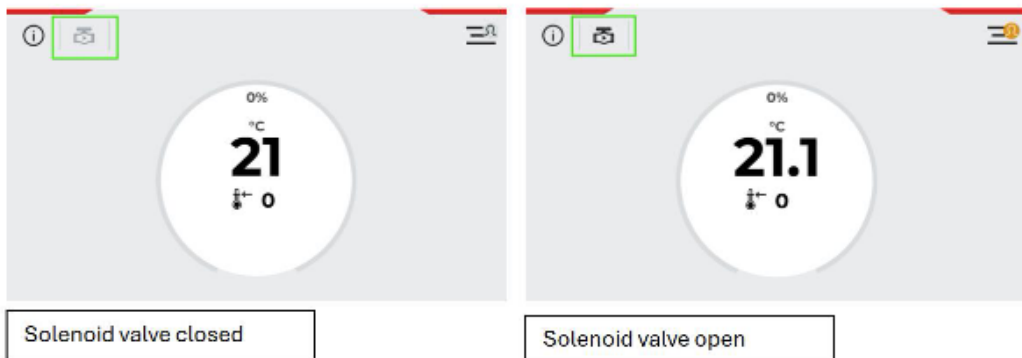 0%
°C
21
0
Solenoid valve closed
0%
°C
21.1
0
Solenoid valve open